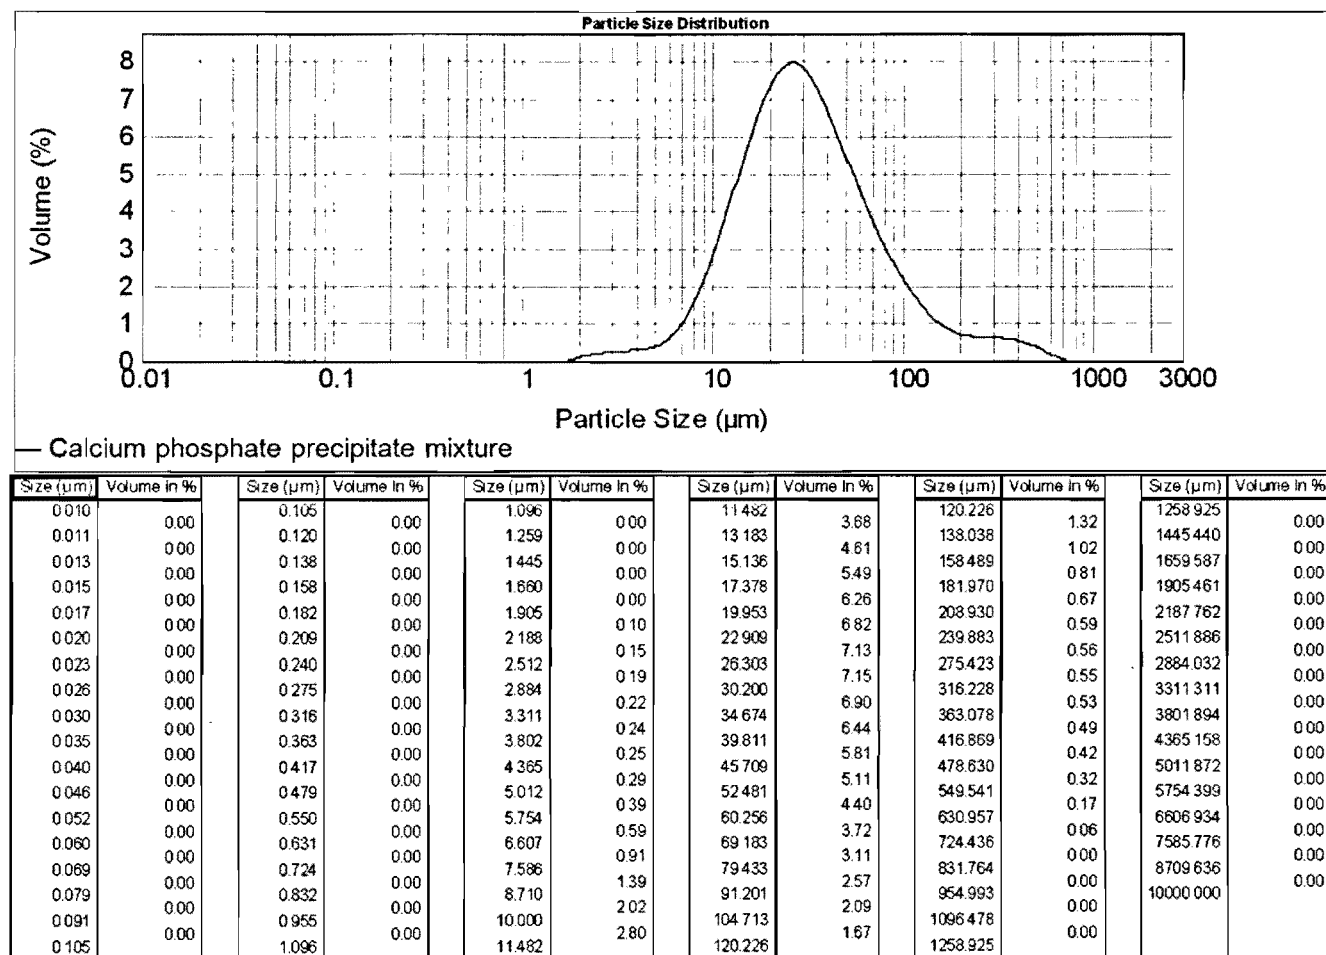 Particle Size Distribution
8
7
6
5
4
3
2
1
0
Volume (%)
0.01 0.1 1 10 100 1000 3000
Particle Size (µm)
— Calcium phosphate precipitate mixture
Size (µm) Volume In % Size (µm) Volume In % Size (µm) Volume In % Size (µm) Volume In % Size (µm) Volume In % Size (µm) Volume In %
0.010 0.00 0.105 0.00 1.096 0.00 11.482 3.68 120.226 1.32 1258.925 0.00
0.011 0.00 0.120 0.00 1.259 0.00 13.183 4.61 138.038 1.02 1445.440 0.00
0.013 0.00 0.138 0.00 1.445 0.00 15.136 5.49 158.489 0.81 1659.587 0.00
0.015 0.00 0.158 0.00 1.660 0.00 17.378 6.26 181.970 0.67 1905.461 0.00
0.017 0.00 0.182 0.00 1.905 0.10 19.953 6.82 208.930 0.59 2187.762 0.00
0.020 0.00 0.209 0.00 2.188 0.15 22.909 7.13 239.883 0.56 2511.886 0.00
0.023 0.00 0.240 0.00 2.512 0.19 26.303 7.15 275.423 0.55 2884.032 0.00
0.026 0.00 0.275 0.00 2.884 0.22 30.200 6.90 316.228 0.53 3311.311 0.00
0.030 0.00 0.316 0.00 3.311 0.24 34.674 6.44 363.078 0.49 3801.894 0.00
0.035 0.00 0.363 0.00 3.802 0.25 39.811 5.81 416.869 0.42 4365.158 0.00
0.040 0.00 0.417 0.00 4.365 0.29 45.709 5.11 478.630 0.32 5011.872 0.00
0.046 0.00 0.479 0.00 5.012 0.39 52.481 4.40 549.541 0.17 5754.399 0.00
0.052 0.00 0.550 0.00 5.754 0.59 60.256 3.72 630.957 0.06 6606.934 0.00
0.060 0.00 0.631 0.00 6.607 0.91 69.183 3.11 724.436 0.00 7585.776 0.00
0.069 0.00 0.724 0.00 7.586 1.39 79.433 2.57 831.764 0.00 8709.636 0.00
0.079 0.00 0.832 0.00 8.710 2.02 91.201 2.09 954.993 0.00 10000.000
0.091 0.00 0.955 0.00 10.000 2.80 104.713 1.67 1096.478 0.00
0.105 1.096 11.482 120.226 1258.925